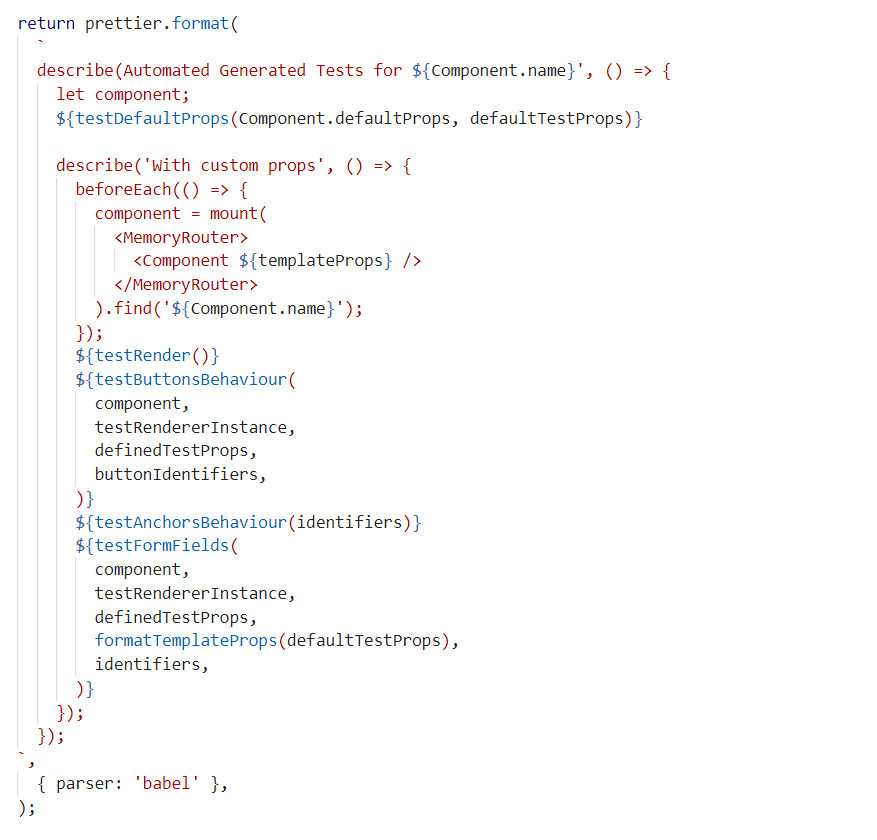 return prettier.format(
`
describe(Automated Generated Tests for ${Component.name}', () => {
let component;
${testDefaultProps(Component.defaultProps, defaultTestProps)}
describe('With custom props', () => {
beforeEach(() => {
component = mount(
<MemoryRouter>
<Component ${templateProps} />
</MemoryRouter>
).find('${Component.name}');
});
${testRender()}
${testButtonsBehaviour(
component,
testRendererInstance,
definedTestProps,
buttonIdentifiers,
)}
${testAnchorsBehaviour(identifiers)}
${testFormFields(
component,
testRendererInstance,
definedTestProps,
formatTemplateProps(defaultTestProps),
identifiers,
)}
});
});
`,
{ parser: 'babel' },
);